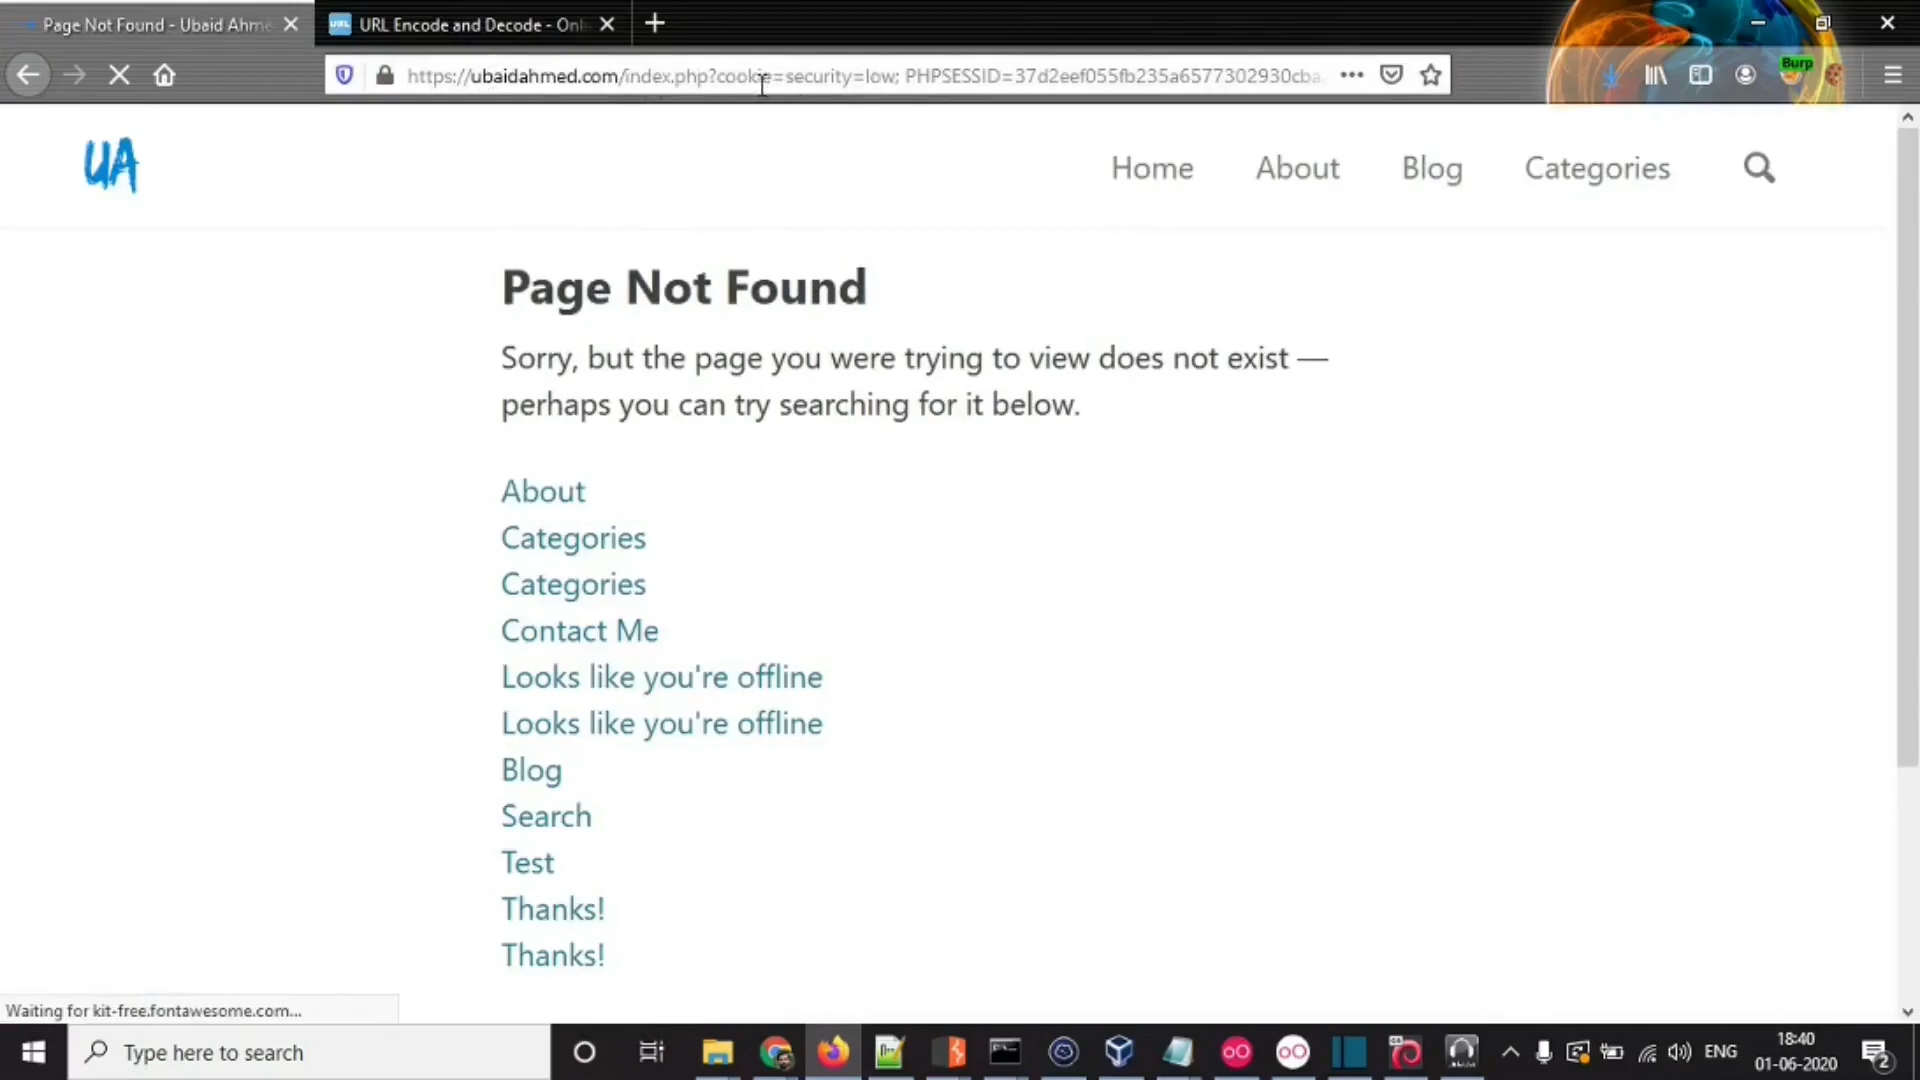 Page Not Found - Ubaid Ahme
URL Encode and Decode - Onli
https://ubaidahmed.com/index.php?cookie=security=low; PHPSESSID=37d2eef055fb235a6577302930cba
Burp
UA
Home
About
Blog
Categories
Page Not Found
Sorry, but the page you were trying to view does not exist —
perhaps you can try searching for it below.
About
Categories
Categories
Contact Me
Looks like you're offline
Looks like you're offline
Blog
Search
Test
Thanks!
Thanks!
Waiting for kit-free.fontawesome.com...
Type here to search
ENG
18:40
01-06-2020
2